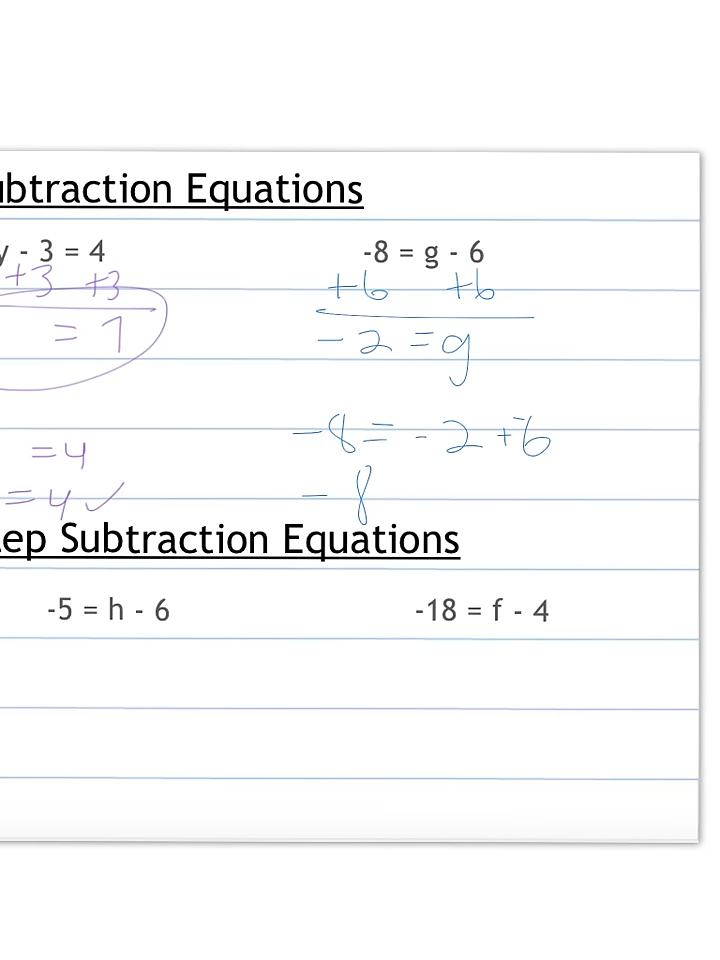 ubtraction Equations
y - 3 = 4
-8 = g - 6
+3 +3
+6 +6
= 7
-2 = g
-8 = -2 + -6
= 4
= 4 ✓
-8
ep Subtraction Equations
-5 = h - 6
-18 = f - 4